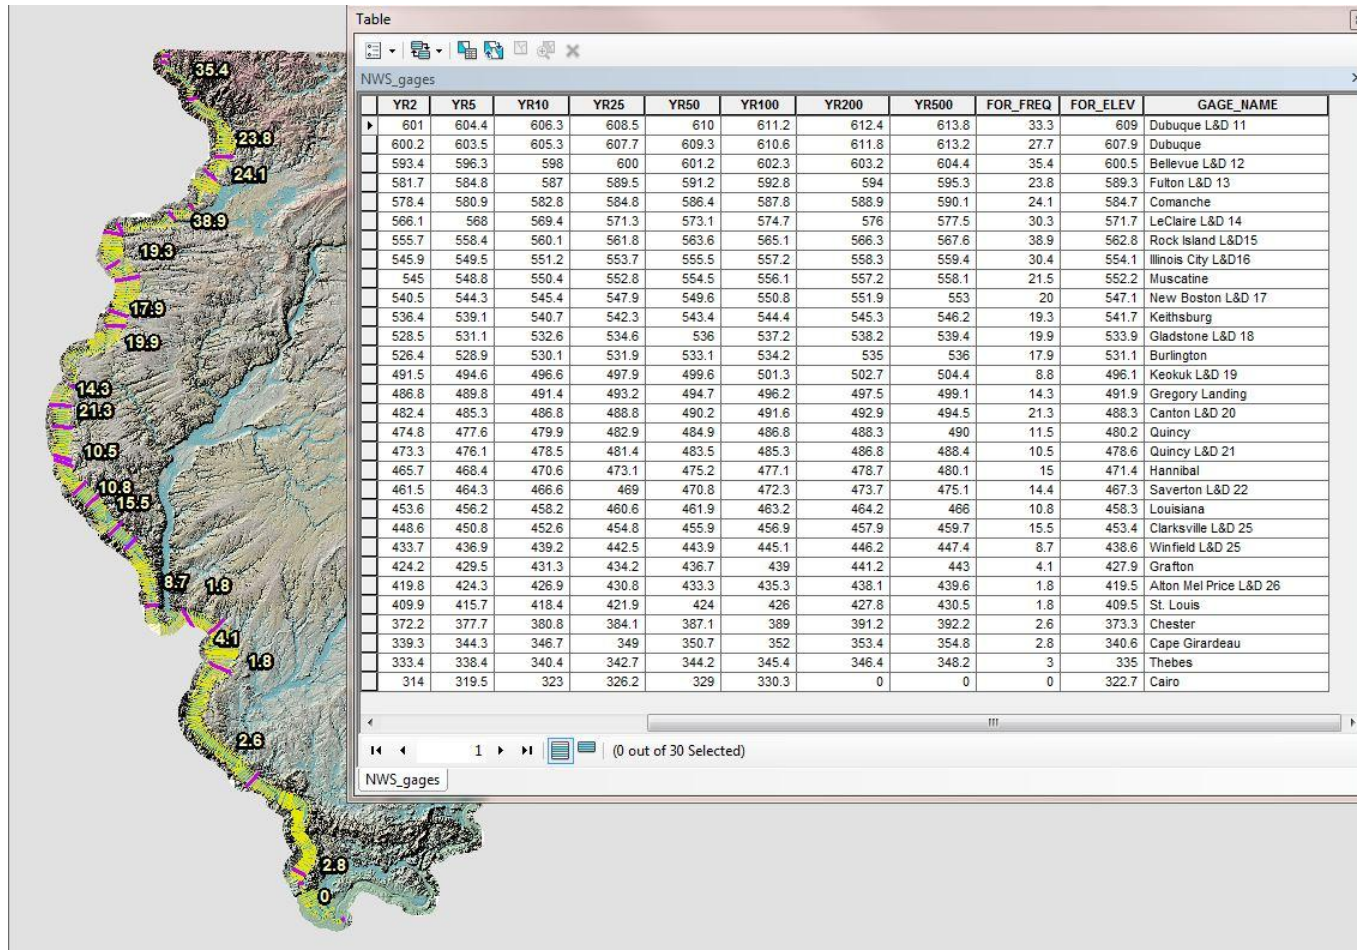 Table
NWS_gages
YR2 YR5 YR10 YR25 YR50 YR100 YR200 YR500 FOR_FREQ FOR_ELEV GAGE_NAME
601 604.4 606.3 608.5 610 611.2 612.4 613.8 33.3 609 Dubuque L&D 11
600.2 603.5 605.3 607.7 609.3 610.6 611.8 613.2 27.7 607.9 Dubuque
593.4 596.3 598 600 601.2 602.3 603.2 604.4 35.4 600.5 Bellevue L&D 12
581.7 584.8 587 589.5 591.2 592.8 594 595.3 23.8 589.3 Fulton L&D 13
578.4 580.9 582.8 584.8 586.4 587.8 588.9 590.1 24.1 584.7 Comanche
566.1 568 569.4 571.3 573.1 574.7 576 577.5 30.3 571.7 LeClaire L&D 14
555.7 558.4 560.1 561.8 563.6 565.1 566.3 567.6 38.9 562.8 Rock Island L&D15
545.9 549.5 551.2 553.7 555.5 557.2 558.3 559.4 30.4 554.1 Illinois City L&D16
545 548.8 550.4 552.8 554.5 556.1 557.2 558.1 21.5 552.2 Muscatine
540.5 544.3 545.4 547.9 549.6 550.8 551.9 553 20 547.1 New Boston L&D 17
536.4 539.1 540.7 542.3 543.4 544.4 545.3 546.2 19.3 541.7 Keithsburg
528.5 531.1 532.6 534.6 536 537.2 538.2 539.4 19.9 533.9 Gladstone L&D 18
526.4 528.9 530.1 531.9 533.1 534.2 535 536 17.9 531.1 Burlington
491.5 494.6 496.6 497.9 499.6 501.3 502.7 504.4 8.8 496.1 Keokuk L&D 19
486.8 489.8 491.4 493.2 494.7 496.2 497.5 499.1 14.3 491.9 Gregory Landing
482.4 485.3 486.8 488.8 490.2 491.6 492.9 494.5 21.3 488.3 Canton L&D 20
474.8 477.6 479.9 482.9 484.9 486.8 488.3 490 11.5 480.2 Quincy
473.3 476.1 478.5 481.4 483.5 485.3 486.8 488.4 10.5 478.6 Quincy L&D 21
465.7 468.4 470.6 473.1 475.2 477.1 478.7 480.1 15 471.4 Hannibal
461.5 464.3 466.6 469 470.8 472.3 473.7 475.1 14.4 467.3 Saverton L&D 22
453.6 456.2 458.2 460.6 461.9 463.2 464.2 466 10.8 458.3 Louisiana
448.6 450.8 452.6 454.8 455.9 456.9 457.9 459.7 15.5 453.4 Clarksville L&D 25
433.7 436.9 439.2 442.5 443.9 445.1 446.2 447.4 8.7 438.6 Winfield L&D 25
424.2 429.5 431.3 434.2 436.7 439 441.2 443 4.1 427.9 Grafton
419.8 424.3 426.9 430.8 433.3 435.3 438.1 439.6 1.8 419.5 Alton Mel Price L&D 26
409.9 415.7 418.4 421.9 424 426 427.8 430.5 1.8 409.5 St. Louis
372.2 377.7 380.8 384.1 387.1 389 391.2 392.2 2.6 373.3 Chester
339.3 344.3 346.7 349 350.7 352 353.4 354.8 2.8 340.6 Cape Girardeau
333.4 338.4 340.4 342.7 344.2 345.4 346.4 348.2 3 335 Thebes
314 319.5 323 326.2 329 330.3 0 0 0 322.7 Cairo
1 (0 out of 30 Selected)
NWS_gages
35.4
23.8
24.1
38.9
19.3
17.9
19.9
14.3
21.3
10.5
10.8
15.5
8.7 1.8
4.1
1.8
2.6
2.8
0